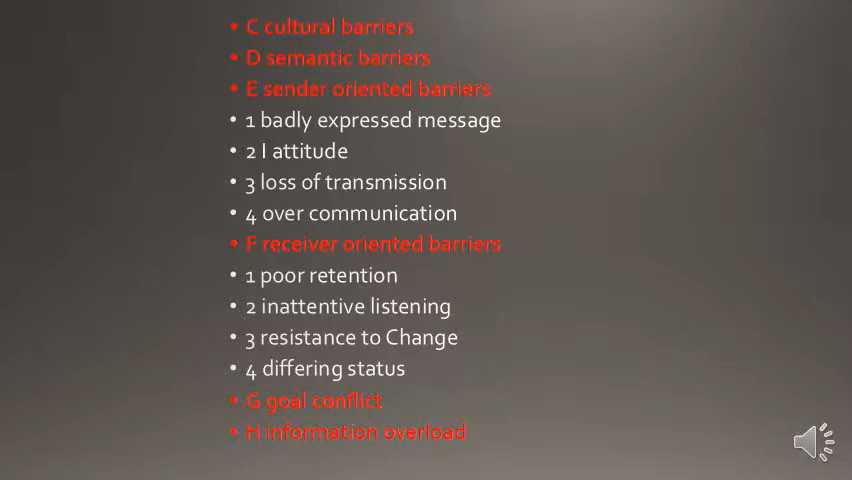 • C cultural barriers
• D semantic barriers
• E sender oriented barriers
• 1 badly expressed message
• 2 I attitude
• 3 loss of transmission
• 4 over communication
• F receiver oriented barriers
• 1 poor retention
• 2 inattentive listening
• 3 resistance to Change
• 4 differing status
• G goal conflict
• H information overload